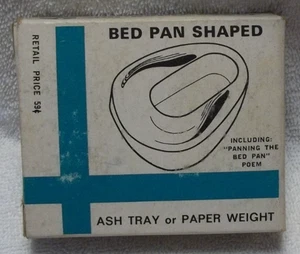 BED PAN SHAPED
RETAIL PRICE 59¢
INCLUDING:
"PANNING THE
BED PAN"
POEM
ASH TRAY or PAPER WEIGHT